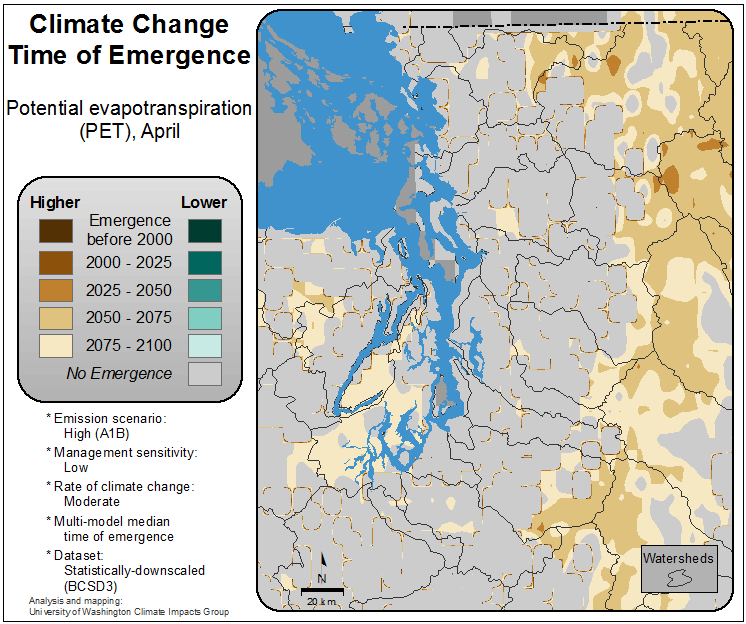 Climate Change
Time of Emergence
Potential evapotranspiration
(PET), April
Higher
Lower
Emergence
before 2000
2000 - 2025
2025 - 2050
2050 - 2075
2075 - 2100
No Emergence
* Emission scenario:
High (A1B)
* Management sensitivity:
Low
* Rate of climate change:
Moderate
* Multi-model median
time of emergence
* Dataset:
Statistically-downscaled
(BCSD3)
Analysis and mapping:
University of Washington Climate Impacts Group
N
20 km
Watersheds